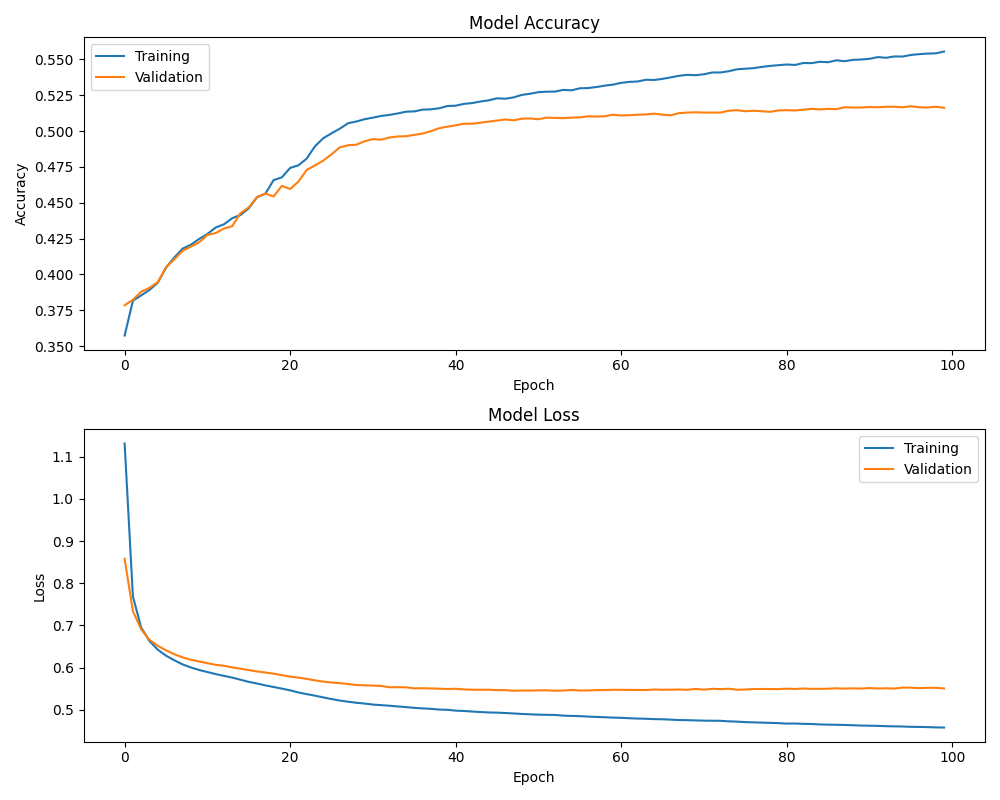 Model Accuracy
Training
Validation
0.550
0.525
0.500
0.475
0.450
0.425
0.400
0.375
0.350
Accuracy
0 20 40 60 80 100
Epoch
Model Loss
Training
Validation
1.1
1.0
0.9
0.8
0.7
0.6
0.5
Loss
0 20 40 60 80 100
Epoch